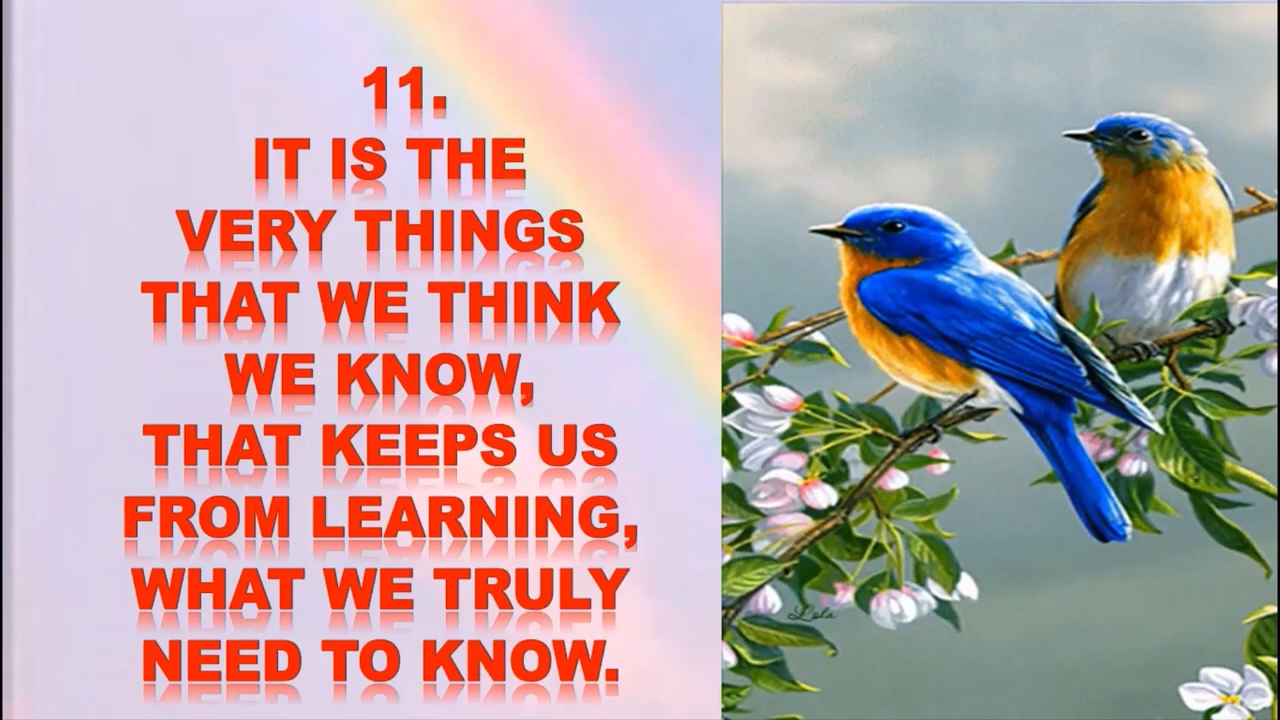 11.
IT IS THE
VERY THINGS
THAT WE THINK
WE KNOW,
THAT KEEPS US
FROM LEARNING,
WHAT WE TRULY
NEED TO KNOW.
Lola